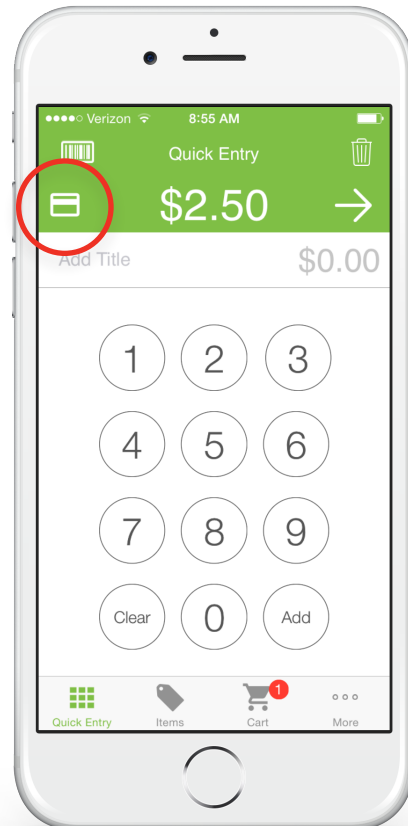 Verizon 8:55 AM
Quick Entry
$2.50
Add Title $0.00
1 2 3
4 5 6
7 8 9
Clear 0 Add
1
Quick Entry Items Cart More